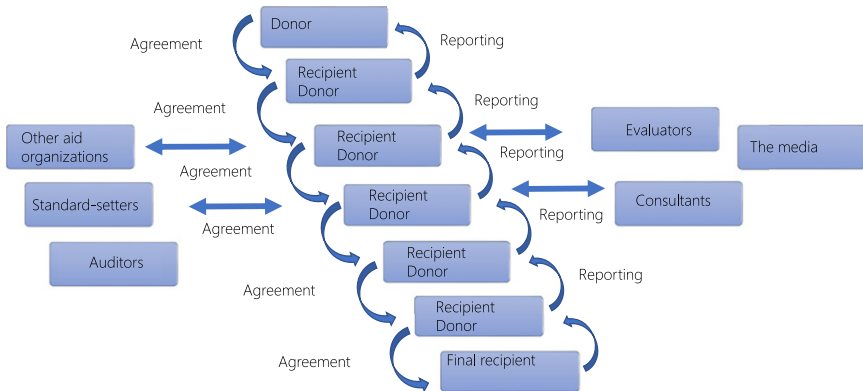 Donor
Agreement
Reporting
Recipient
Donor
Agreement
Reporting
Other aid
organizations
Recipient
Donor
Evaluators
The media
Agreement
Reporting
Standard-setters
Recipient
Donor
Consultants
Agreement
Reporting
Auditors
Recipient
Donor
Agreement
Reporting
Recipient
Donor
Agreement
Final recipient